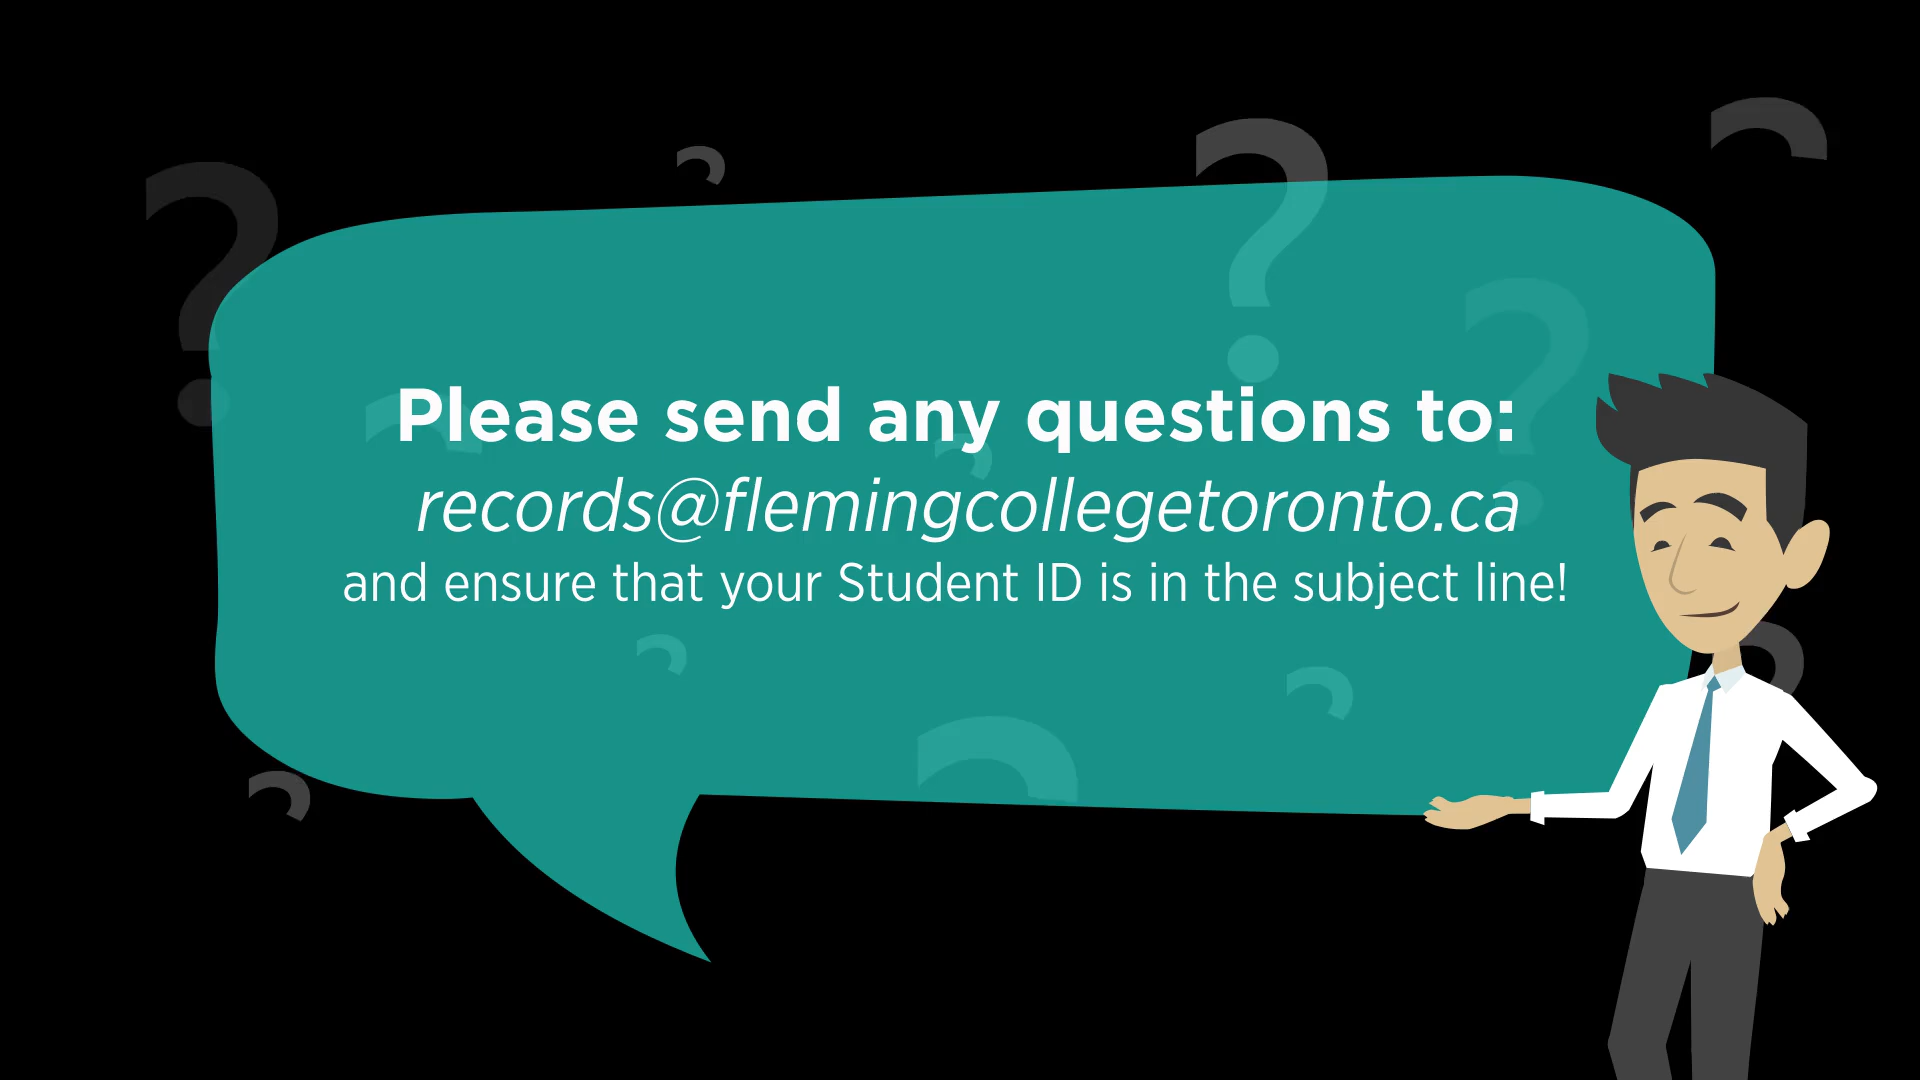 Please send any questions to:
records@flemingcollegetoronto.ca
and ensure that your Student ID is in the subject line!